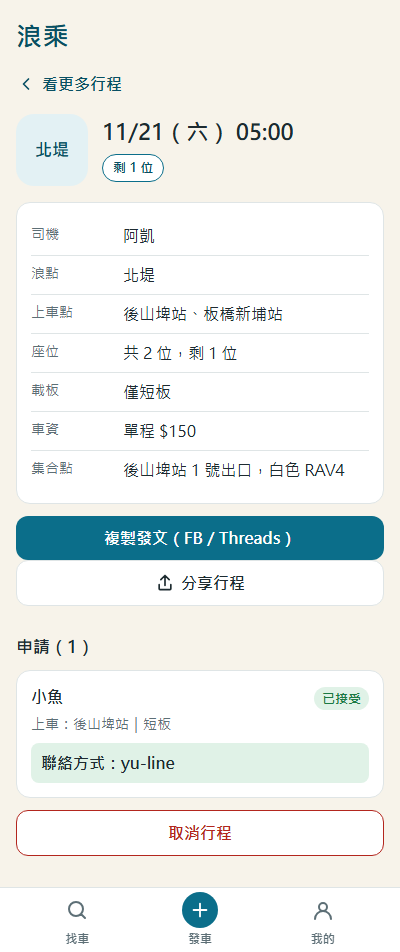 浪乘
看更多行程
北堤
11/21（六）05:00
剩 1 位
司機 阿凱
浪點 北堤
上車點 後山埤站、板橋新埔站
座位 共 2 位，剩 1 位
載板 僅短板
車資 單程 $150
集合點 後山埤站 1 號出口，白色 RAV4
複製發文（FB / Threads）
分享行程
申請（1）
小魚 已接受
上車：後山埤站｜短板
聯絡方式：yu-line
取消行程
找車 發車 我的